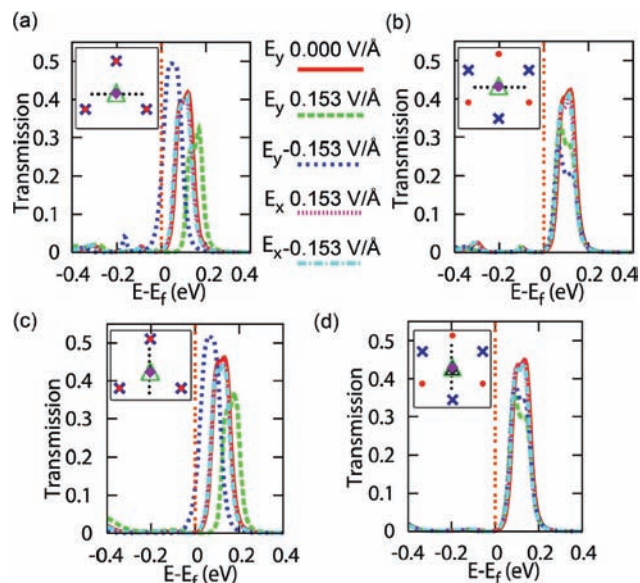 (a)
Transmission
0.5
0.4
0.3
0.2
0.1
0
-0.4 -0.2 0 0.2 0.4
E-Ef (eV)
Ey 0.000 V/Å
Ey 0.153 V/Å
Ey-0.153 V/Å
Ex 0.153 V/Å
Ex-0.153 V/Å
(b)
Transmission
0.5
0.4
0.3
0.2
0.1
0
-0.4 -0.2 0 0.2 0.4
E-Ef (eV)
(c)
Transmission
0.5
0.4
0.3
0.2
0.1
0
-0.4 -0.2 0 0.2 0.4
E-Ef (eV)
(d)
Transmission
0.5
0.4
0.3
0.2
0.1
0
-0.4 -0.2 0 0.2 0.4
E-Ef (eV)